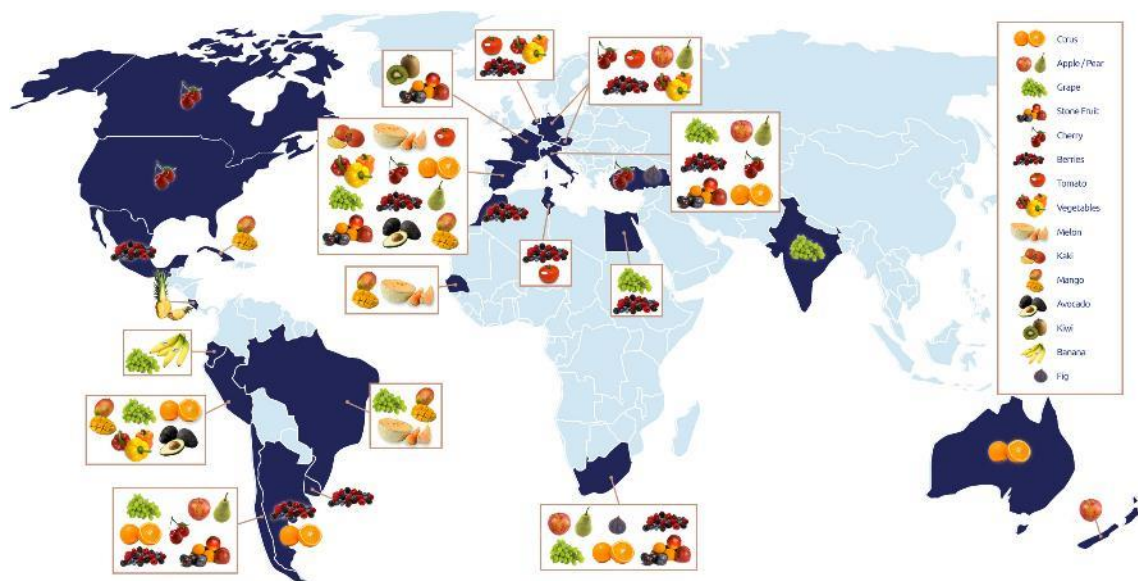 Citrus
Apple / Pear
Grape
Stone Fruit
Cherry
Berries
Tomato
Vegetables
Melon
Kaki
Mango
Avocado
Kiwi
Banana
Fig